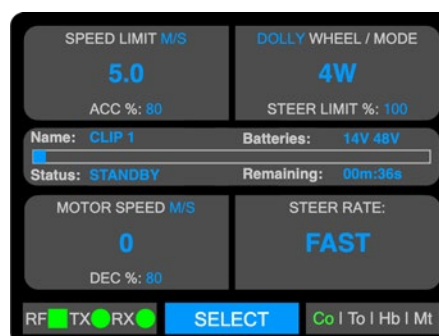 SPEED LIMIT M/S
5.0
ACC %: 80
DOLLY WHEEL / MODE
4W
STEER LIMIT %: 100
Name: CLIP 1 Batteries: 14V 48V
Status: STANDBY Remaining: 00m:36s
MOTOR SPEED M/S
0
DEC %: 80
STEER RATE:
FAST
RF TX RX SELECT Co | To | Hb | Mt